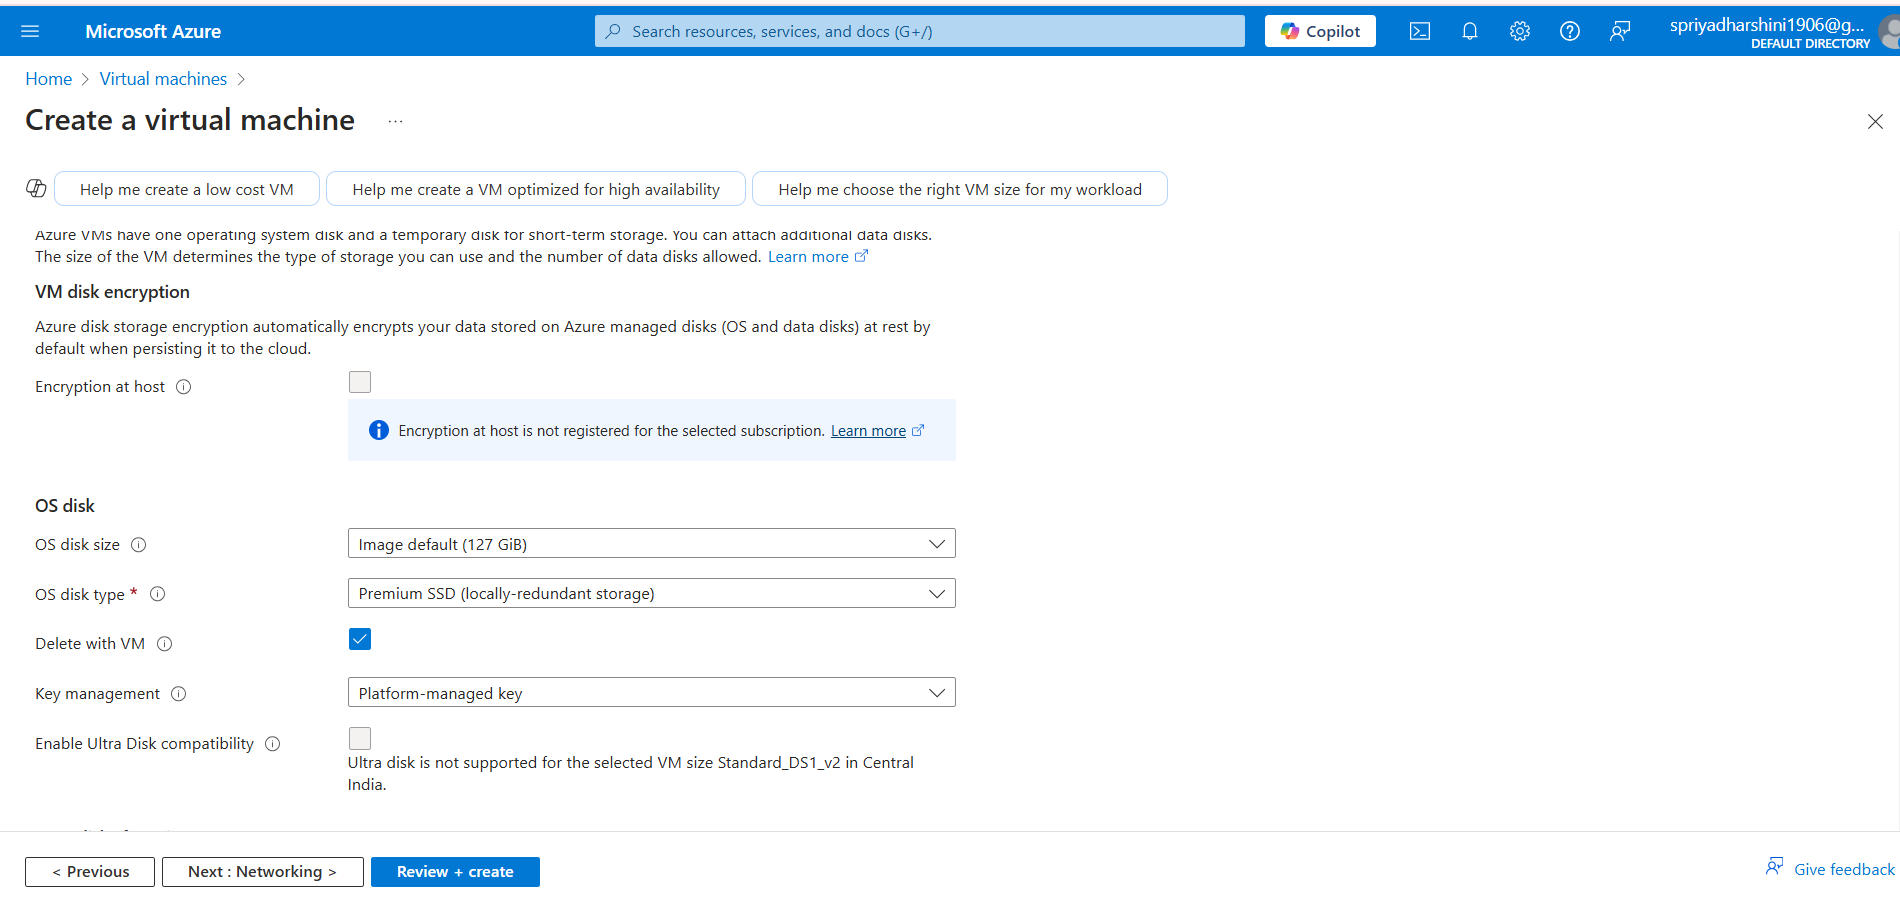 Microsoft Azure
Search resources, services, and docs (G+/)
Copilot
spriyadharshini1906@g...
DEFAULT DIRECTORY
Home > Virtual machines >
Create a virtual machine ...
Help me create a low cost VM
Help me create a VM optimized for high availability
Help me choose the right VM size for my workload
Azure VMs have one operating system disk and a temporary disk for short-term storage. You can attach additional data disks.
The size of the VM determines the type of storage you can use and the number of data disks allowed. Learn more
VM disk encryption
Azure disk storage encryption automatically encrypts your data stored on Azure managed disks (OS and data disks) at rest by
default when persisting it to the cloud.
Encryption at host
Encryption at host is not registered for the selected subscription. Learn more
OS disk
OS disk size
Image default (127 GiB)
OS disk type *
Premium SSD (locally-redundant storage)
Delete with VM
Key management
Platform-managed key
Enable Ultra Disk compatibility
Ultra disk is not supported for the selected VM size Standard_DS1_v2 in Central
India.
< Previous
Next : Networking >
Review + create
Give feedback